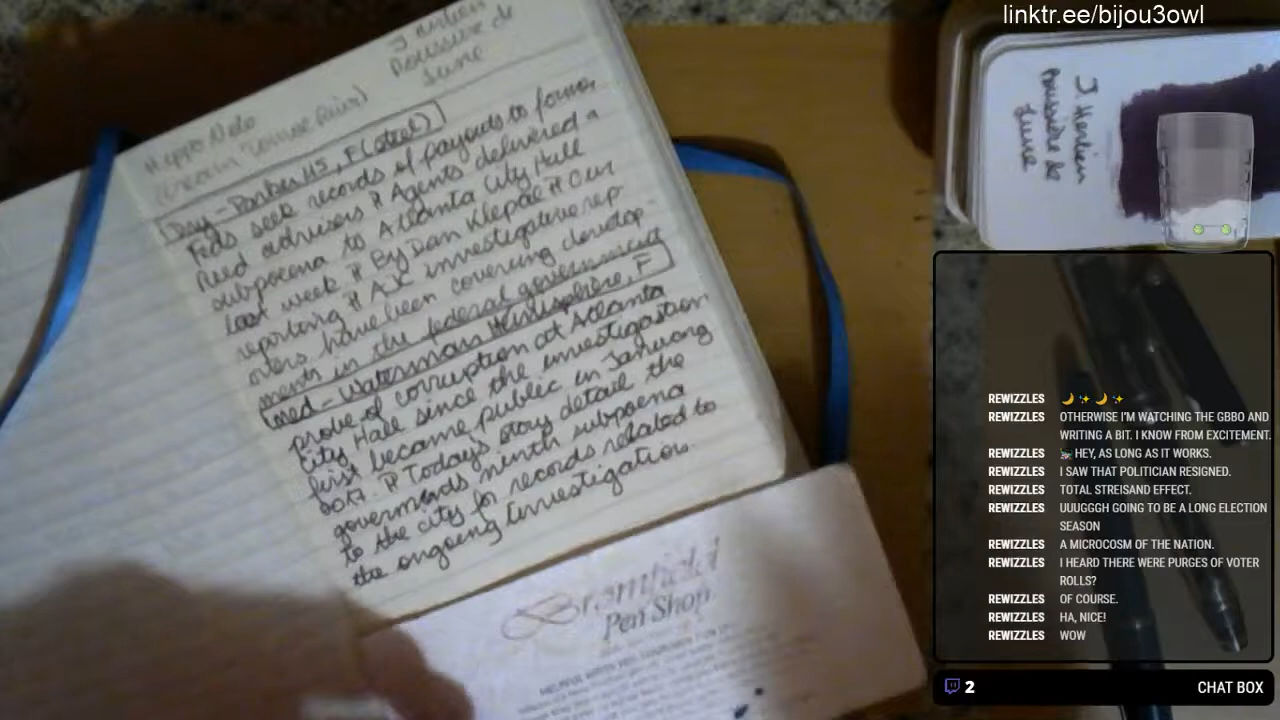 linktr.ee/bijou3owl
J Herbin
Poussière de
Lune
Hippo Noto
Dry - Parker 45, F (steel)
Feds seek records of payouts to former
Reed advisers # Agents delivered a
subpoena to Atlanta City Hall
last week # By Dan Klepal # Our
reporting # AJC investigative rep-
orters have been covering develop-
ments in the federal government
Wed - Waterman Hemisphere, F
probe of corruption at Atlanta
City Hall since the investigation
first became public in January
2017. # Today's story detail the
governments ninth subpoena
to the city for records related to
the ongoing investigation.
Bromfield
Pen Shop
J Herbin
Poussière de
Lune
REWIZZLES 🌙✨🌙✨
REWIZZLES OTHERWISE I'M WATCHING THE GBBO AND
WRITING A BIT. I KNOW FROM EXCITEMENT.
REWIZZLES HEY, AS LONG AS IT WORKS.
REWIZZLES I SAW THAT POLITICIAN RESIGNED.
REWIZZLES TOTAL STREISAND EFFECT.
REWIZZLES UUUGGGH GOING TO BE A LONG ELECTION
SEASON
REWIZZLES A MICROCOSM OF THE NATION.
REWIZZLES I HEARD THERE WERE PURGES OF VOTER
ROLLS?
REWIZZLES OF COURSE.
REWIZZLES HA, NICE!
REWIZZLES WOW
2 CHAT BOX